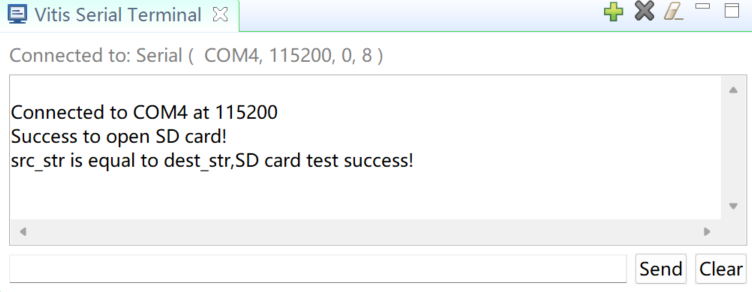 Vitis Serial Terminal
Connected to: Serial ( COM4, 115200, 0, 8 )
Connected to COM4 at 115200
Success to open SD card!
src_str is equal to dest_str,SD card test success!
Send Clear